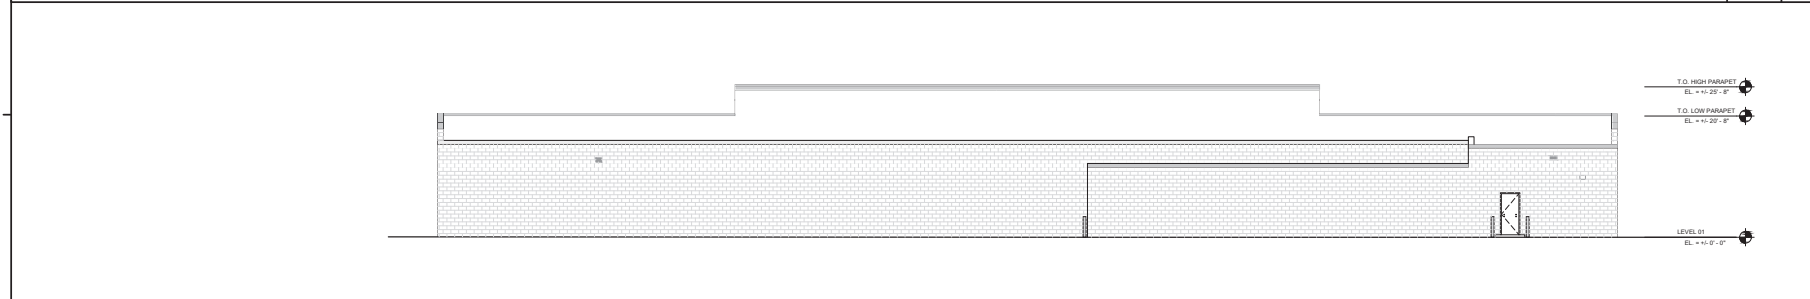 T.O. HIGH PARAPET
EL. = +/- 25' - 8"
T.O. LOW PARAPET
EL. = +/- 20' - 8"
LEVEL 01
EL. = +/- 0' - 0"